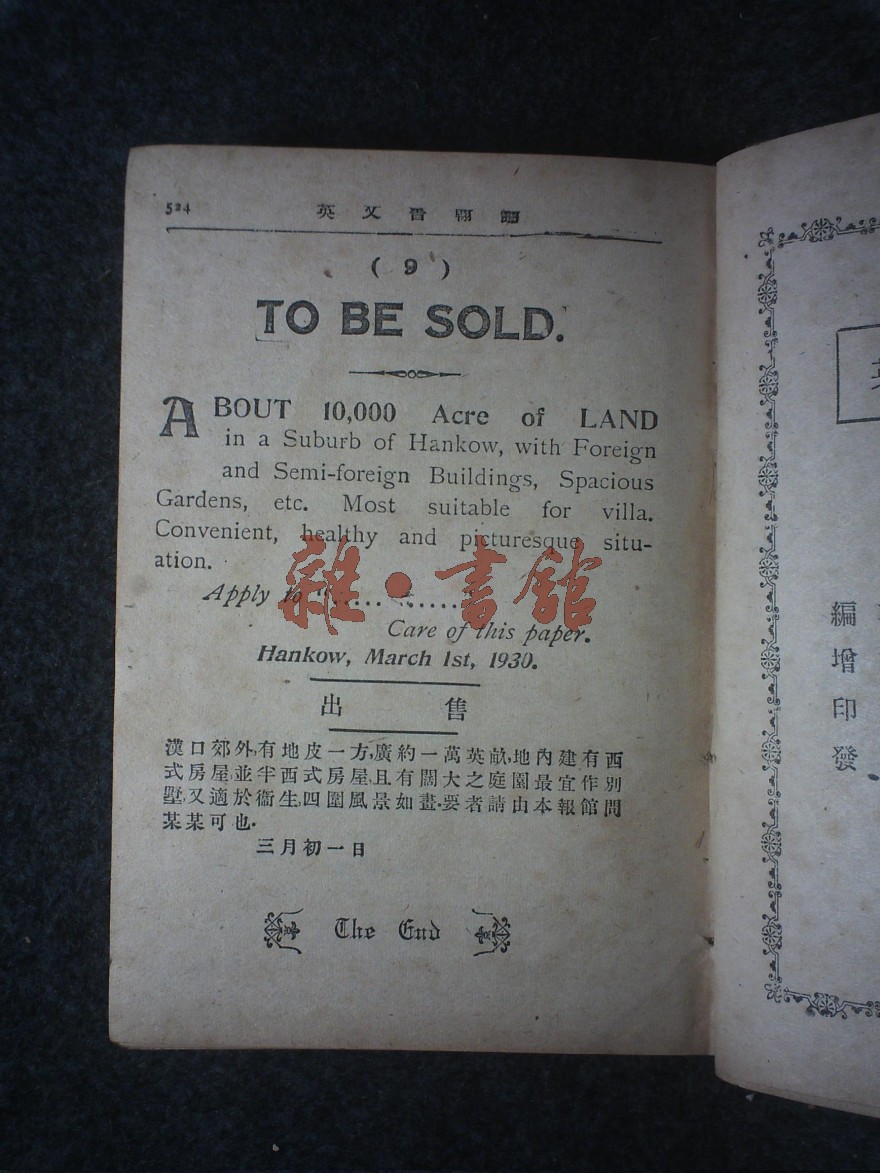 524
英文香翻飜
(9)
TO BE SOLD.
ABOUT 10,000 Acre of LAND
in a Suburb of Hankow, with Foreign
and Semi-foreign Buildings, Spacious
Gardens, etc. Most suitable for villa.
Convenient, healthy and picturesque situ-
ation.
Apply to "...... ......
Care of this paper.
Hankow, March 1st, 1930.
出 售
漢口郊外,有地皮一方,廣約一萬英畝,地內建有西
式房屋,並半西式房屋,且有闊大之庭園最宜作別
墅,又適於衞生,四圍風景如畫.要者請由本報館問
某某可也.
三月初一日
The End
雜·書館
編增印發